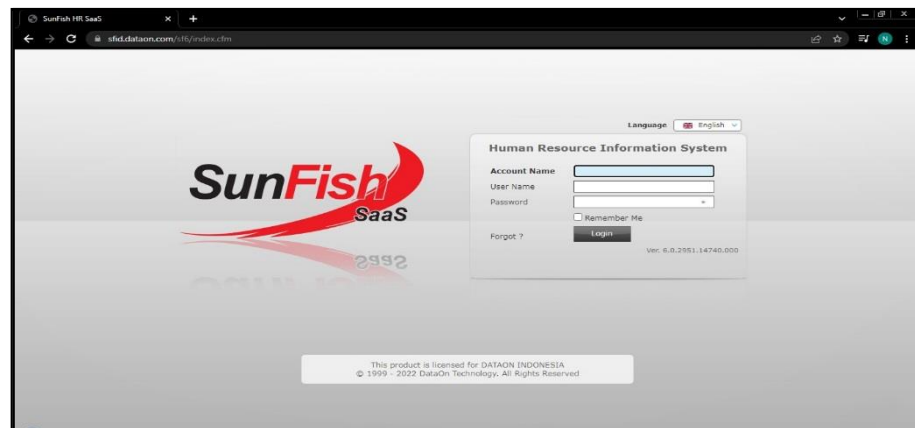 SunFish HR SaaS
sfid.dataon.com/sf6/index.cfm
N
Language English
Human Resource Information System
SunFish
SaaS
Account Name
User Name
Password
Remember Me
Forgot ?
Login
Ver. 6.0.2951.14740.000
This product is licensed for DATAON INDONESIA
© 1999 - 2022 DataOn Technology. All Rights Reserved